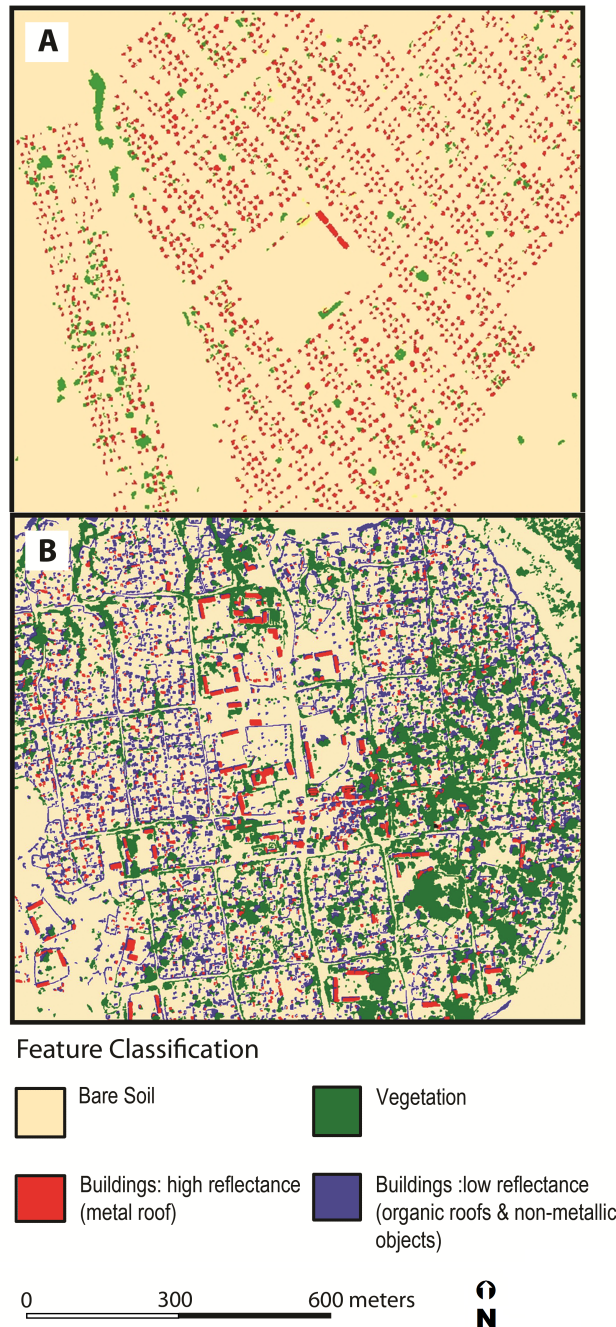 A
B
Feature Classification
Bare Soil
Vegetation
Buildings: high reflectance
(metal roof)
Buildings :low reflectance
(organic roofs & non-metallic
objects)
0 300 600 meters
N